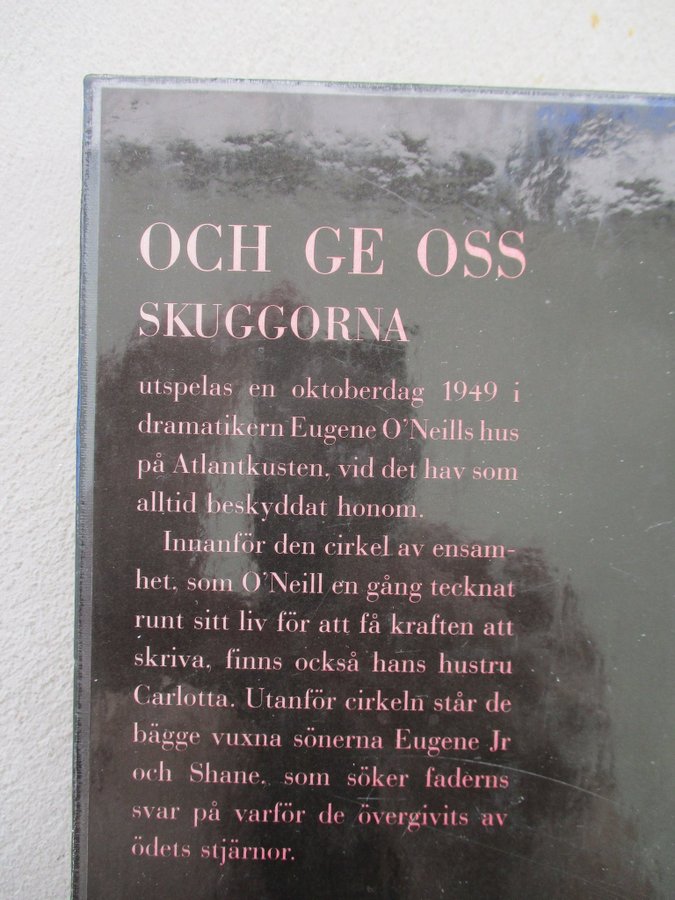 OCH GE OSS
SKUGGORNA
utspelas en oktoberdag 1949 i
dramatikern Eugene O'Neills hus
på Atlantkusten, vid det hav som
alltid beskyddat honom.
Innanför den cirkel av ensam-
het, som O'Neill en gång tecknat
runt sitt liv för att få kraften att
skriva, finns också hans hustru
Carlotta. Utanför cirkeln står de
bägge vuxna sönerna Eugene Jr
och Shane, som söker faderns
svar på varför de övergivits av
ödets stjärnor.